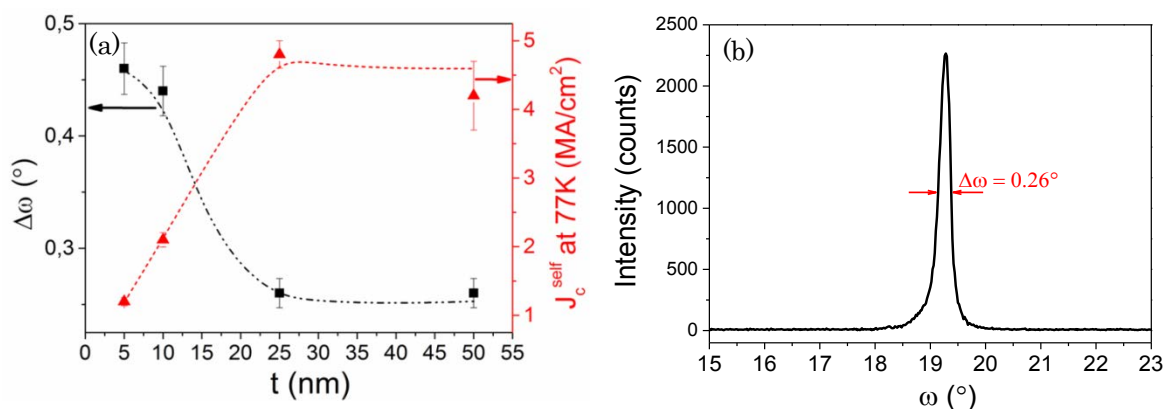 (a)
0,5
0,4
0,3
Δω (°)
0 5 10 15 20 25 30 35 40 45 50 55
t (nm)
5
4
3
2
1
J_c^self at 77K (MA/cm²)
(b)
2500
2000
1500
1000
500
0
Intensity (counts)
Δω = 0.26°
15 16 17 18 19 20 21 22 23
ω (°)